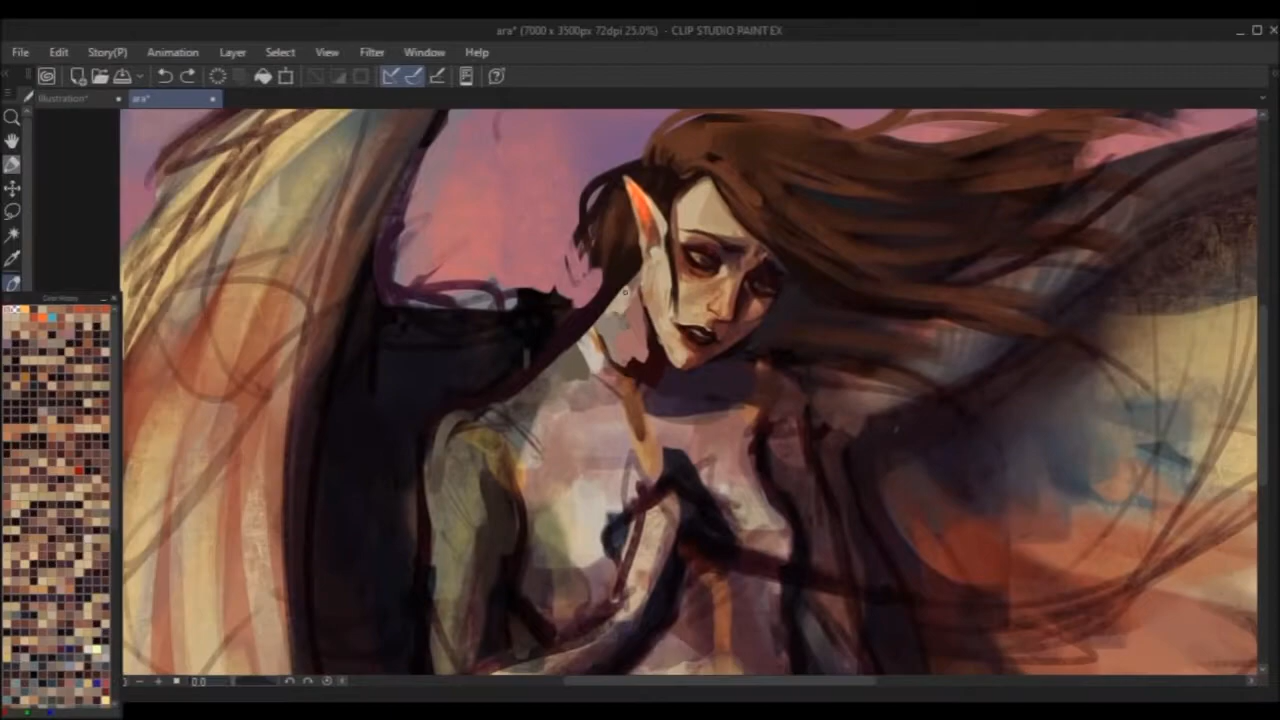 ara* (7000 x 3500px 72dpi 25.0%) - CLIP STUDIO PAINT EX
File Edit Story(P) Animation Layer Select View Filter Window Help
Illustration* ara*
0.0